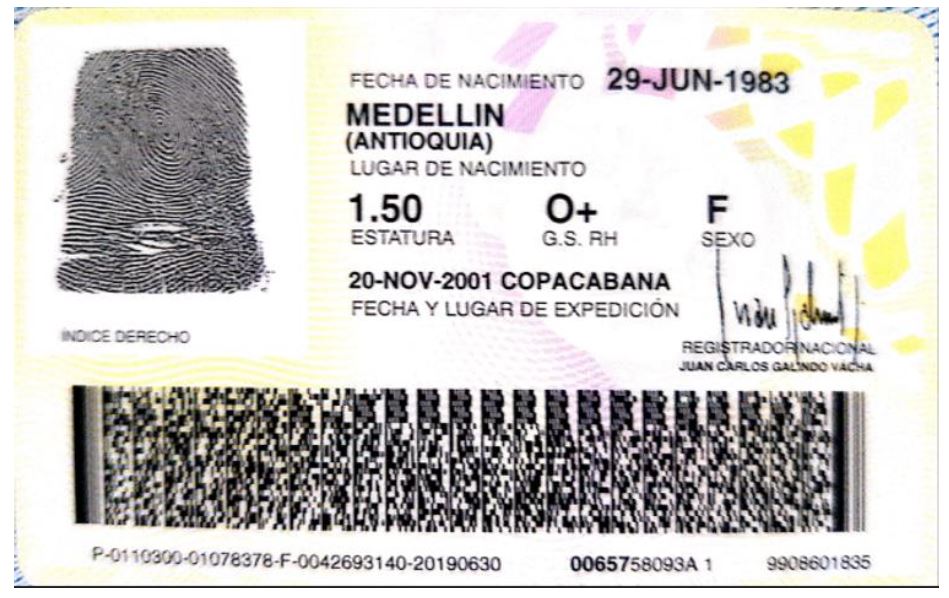 FECHA DE NACIMIENTO 29-JUN-1983
MEDELLIN
(ANTIOQUIA)
LUGAR DE NACIMIENTO
1.50 O+ F
ESTATURA G.S. RH SEXO
20-NOV-2001 COPACABANA
FECHA Y LUGAR DE EXPEDICIÓN
REGISTRADOR NACIONAL
JUAN CARLOS GALINDO VACHA
INDICE DERECHO
P-0110300-01078378-F-0042693140-20190630 0065758093A 1 9908601835